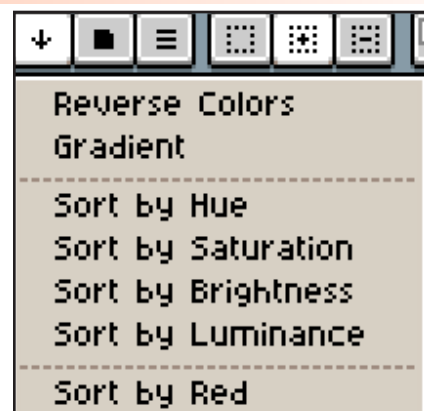 Reverse Colors
Gradient
Sort by Hue
Sort by Saturation
Sort by Brightness
Sort by Luminance
Sort by Red